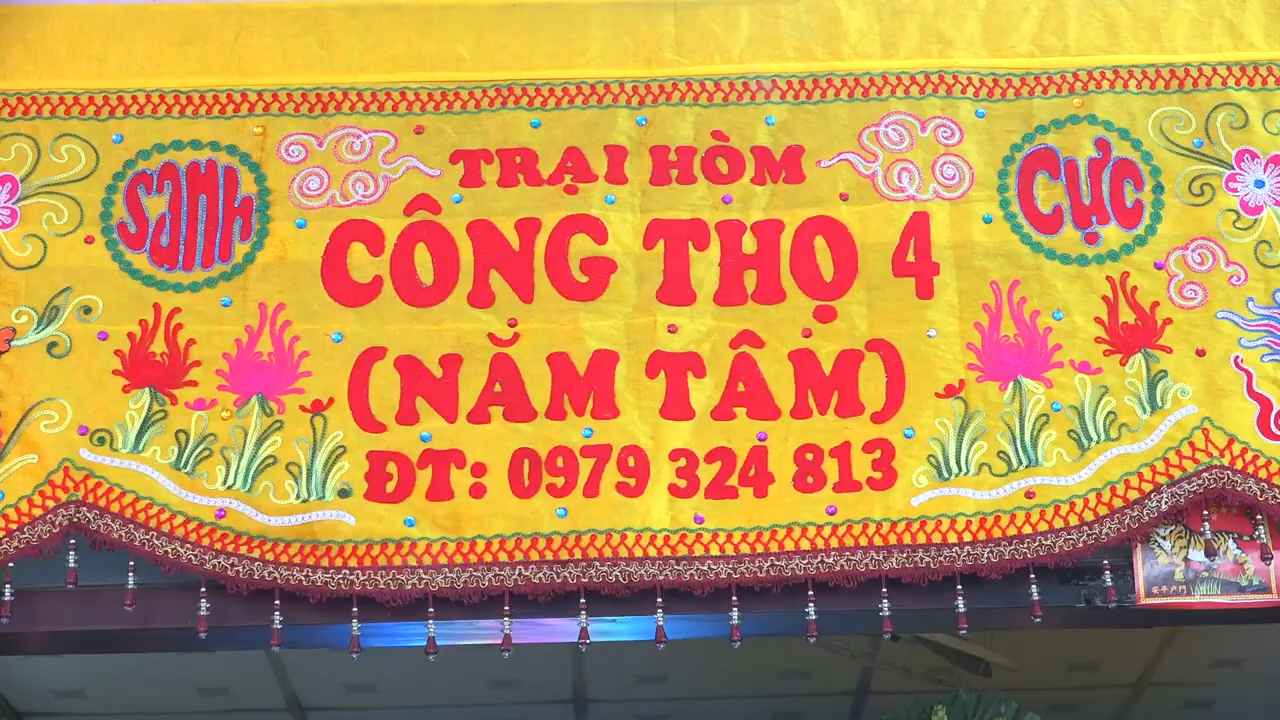 Sanh
TRẠI HÒM
Cực
CÔNG THỌ 4
(NĂM TÂM)
ĐT: 0979 324 813